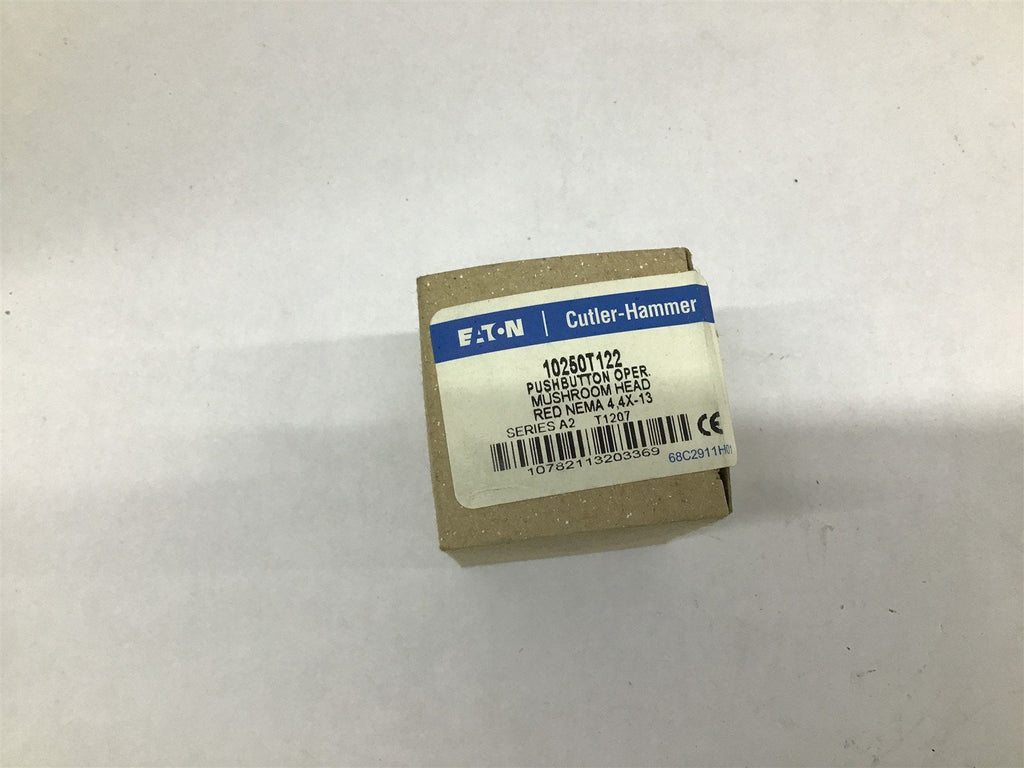 EATON | Cutler-Hammer
10250T122
PUSHBUTTON OPER.
MUSHROOM HEAD
RED NEMA 4,4X-13
SERIES A2 T1207
CE
10782113203369
68C2911H01